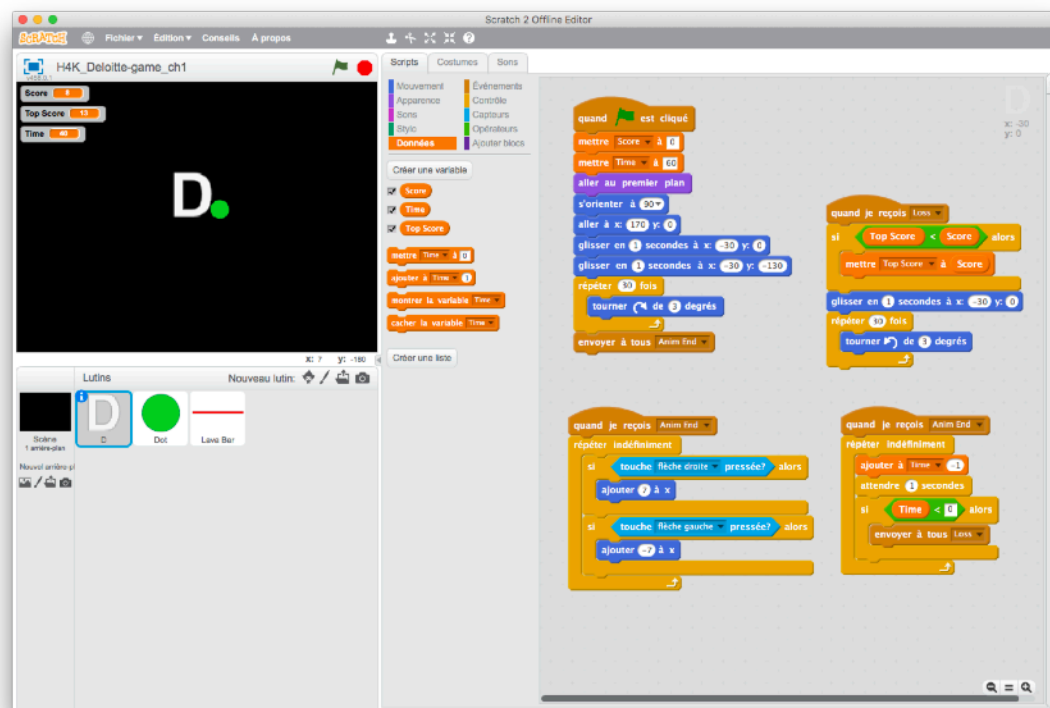 Scratch 2 Offline Editor
SCRATCH Fichier▾ Édition▾ Conseils À propos
H4K_Deloitte-game_ch1
v458.0.1
Score
Top Score 13
Time 40
D
X: 7 y: -180
Scripts Costumes Sons
Mouvement Événements
Apparence Contrôle
Sons Capteurs
Stylo Opérateurs
Données Ajouter blocs
Créer une variable
Score
Time
Top Score
mettre Time à 0
ajouter à Time 1
montrer la variable Time
cacher la variable Time
Créer une liste
Lutins Nouveau lutin:
Scène
1 arrière-plan
D
Dot
Lava Bar
Nouvel arrière-pl
D
x: -30
y: 0
quand est cliqué
mettre Score à 0
mettre Time à 60
aller au premier plan
s'orienter à 90▾
aller à x: 170 y: 0
glisser en 1 secondes à x: -30 y: 0
glisser en 1 secondes à x: -30 y: -130
répéter 30 fois
tourner de 3 degrés
envoyer à tous Anim End
quand je reçois Loss
si Top Score < Score alors
mettre Top Score à Score
glisser en 1 secondes à x: -30 y: 0
répéter 30 fois
tourner de 3 degrés
quand je reçois Anim End
répéter indéfiniment
si touche flèche droite pressée? alors
ajouter 7 à x
si touche flèche gauche pressée? alors
ajouter -7 à x
quand je reçois Anim End
répéter indéfiniment
ajouter à Time -1
attendre 1 secondes
si Time < 0 alors
envoyer à tous Loss